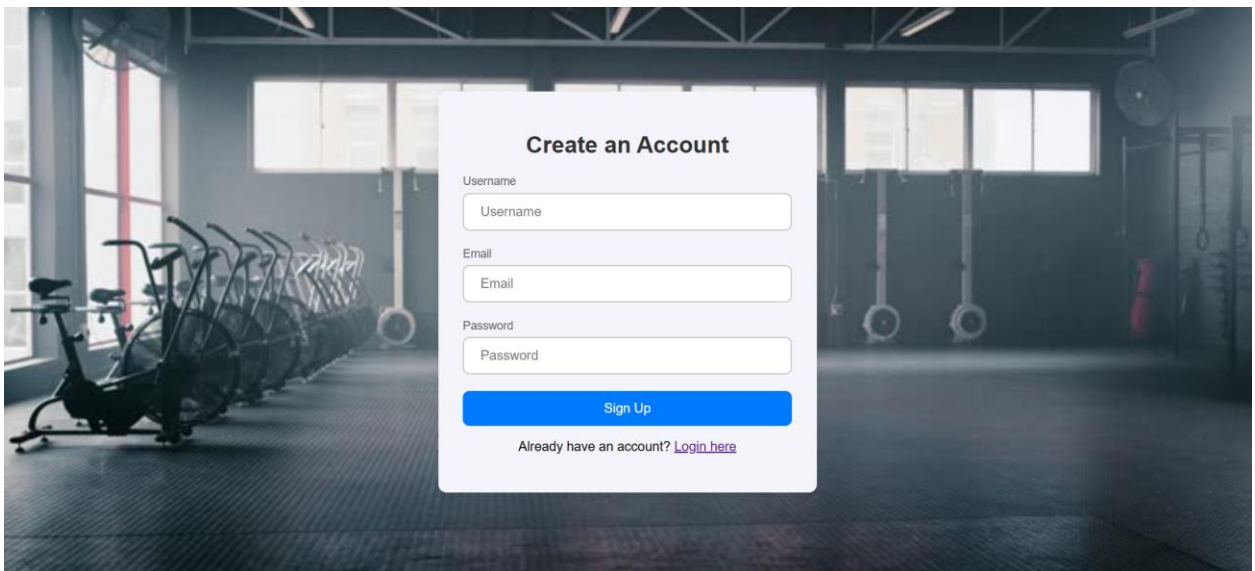 Create an Account
Username
Username
Email
Email
Password
Password
Sign Up
Already have an account? Login here